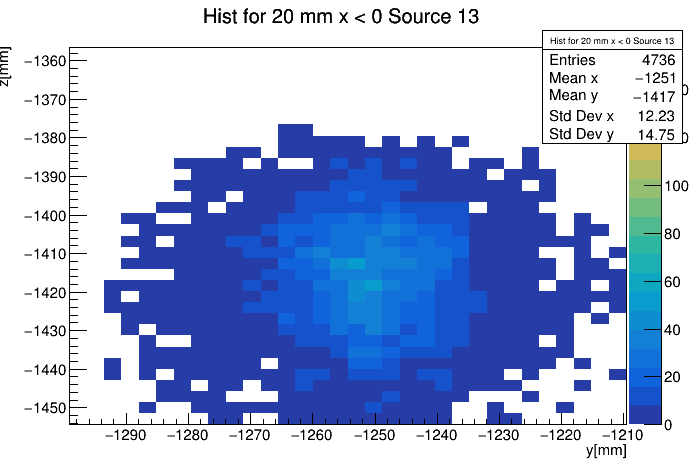 Hist for 20 mm x < 0 Source 13
Hist for 20 mm x < 0 Source 13
Entries 4736
Mean x −1251
Mean y −1417
Std Dev x 12.23
Std Dev y 14.75
z[mm]
−1360
−1370
−1380
−1390
−1400
−1410
−1420
−1430
−1440
−1450
100
80
60
40
20
0
−1290 −1280 −1270 −1260 −1250 −1240 −1230 −1220 −1210
y[mm]